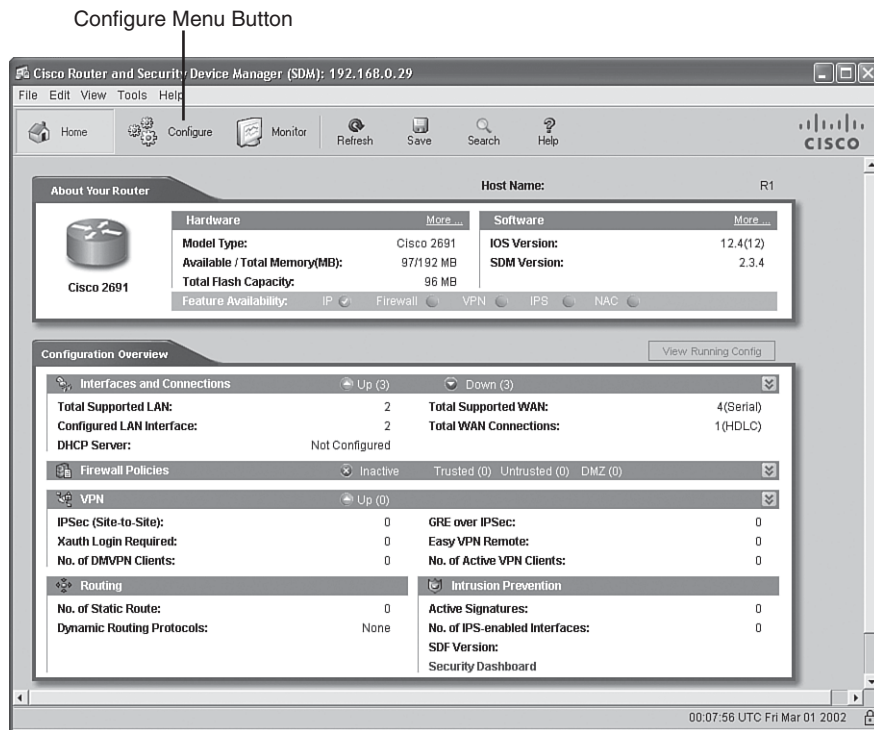 Configure Menu Button
Cisco Router and Security Device Manager (SDM): 192.168.0.29
File Edit View Tools Help
Home Configure Monitor Refresh Save Search Help
CISCO
About Your Router
Host Name: R1
Cisco 2691
Hardware More ...
Model Type: Cisco 2691
Available / Total Memory(MB): 97/192 MB
Total Flash Capacity: 96 MB
Software More ...
IOS Version: 12.4(12)
SDM Version: 2.3.4
Feature Availability: IP Firewall VPN IPS NAC
Configuration Overview
View Running Config
Interfaces and Connections Up (3) Down (3)
Total Supported LAN: 2 Total Supported WAN: 4(Serial)
Configured LAN Interface: 2 Total WAN Connections: 1(HDLC)
DHCP Server: Not Configured
Firewall Policies Inactive Trusted (0) Untrusted (0) DMZ (0)
VPN Up (0)
IPSec (Site-to-Site): 0 GRE over IPSec: 0
Xauth Login Required: 0 Easy VPN Remote: 0
No. of DMVPN Clients: 0 No. of Active VPN Clients: 0
Routing
No. of Static Route: 0
Dynamic Routing Protocols: None
Intrusion Prevention
Active Signatures: 0
No. of IPS-enabled Interfaces: 0
SDF Version:
Security Dashboard
00:07:56 UTC Fri Mar 01 2002